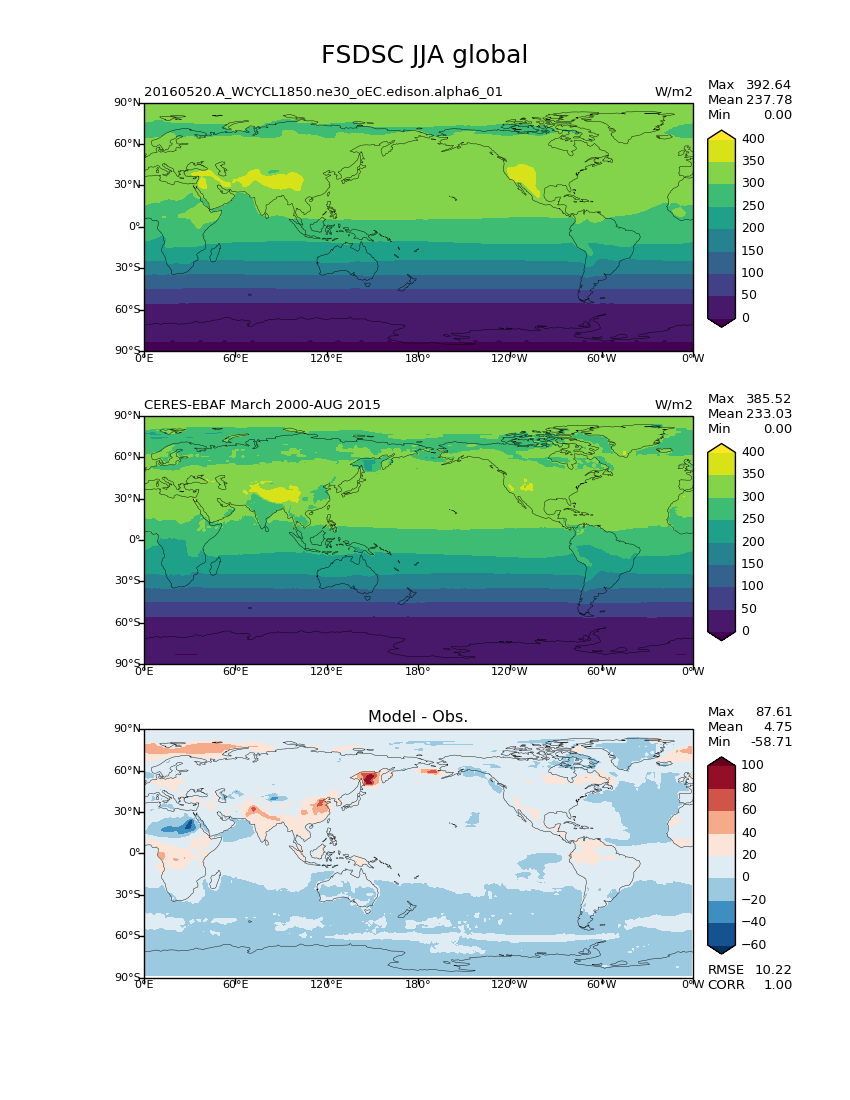 FSDSC JJA global
20160520.A_WCYCL1850.ne30_oEC.edison.alpha6_01 W/m2
Max 392.64
Mean 237.78
Min 0.00
90°N
60°N
30°N
0°
30°S
60°S
90°S
0°E 60°E 120°E 180° 120°W 60°W 0°W
400
350
300
250
200
150
100
50
0
CERES-EBAF March 2000-AUG 2015 W/m2
Max 385.52
Mean 233.03
Min 0.00
90°N
60°N
30°N
0°
30°S
60°S
90°S
0°E 60°E 120°E 180° 120°W 60°W 0°W
400
350
300
250
200
150
100
50
0
Model - Obs.
Max 87.61
Mean 4.75
Min -58.71
90°N
60°N
30°N
0°
30°S
60°S
90°S
0°E 60°E 120°E 180° 120°W 60°W 0°W
100
80
60
40
20
0
−20
−40
−60
RMSE 10.22
CORR 1.00